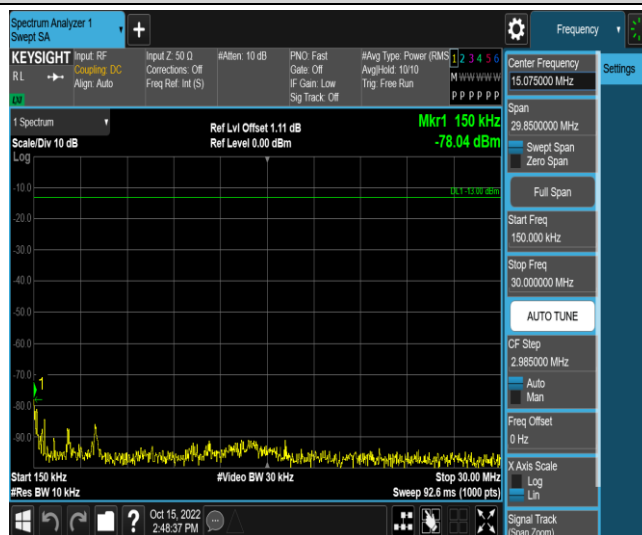 Spectrum Analyzer 1
Swept SA
+
Frequency
KEYSIGHT
Input: RF
Input Z: 50 Ω
#Atten: 10 dB
PNO: Fast
#Avg Type: Power (RMS
1 2 3 4 5 6
RL
Coupling: DC
Corrections: Off
Gate: Off
Avg|Hold: 10/10
M W W W W W
Align: Auto
Freq Ref: Int (S)
IF Gain: Low
Trig: Free Run
Sig Track: Off
P P P P P P
LNI
1 Spectrum
Ref Lvl Offset 1.11 dB
Mkr1 150 kHz
Scale/Div 10 dB
Ref Level 0.00 dBm
-78.04 dBm
Log
DL1 -13.00 dBm
-10.0
-20.0
-30.0
-40.0
-50.0
-60.0
-70.0
1
-80.0
-90.0
Start 150 kHz
#Video BW 30 kHz
Stop 30.00 MHz
#Res BW 10 kHz
Sweep 92.6 ms (1000 pts)
?
Oct 15, 2022
2:48:37 PM
Center Frequency
15.075000 MHz
Settings
Span
29.8500000 MHz
Swept Span
Zero Span
Full Span
Start Freq
150.000 kHz
Stop Freq
30.000000 MHz
AUTO TUNE
CF Step
2.985000 MHz
Auto
Man
Freq Offset
0 Hz
X Axis Scale
Log
Lin
Signal Track
(Span Zoom)